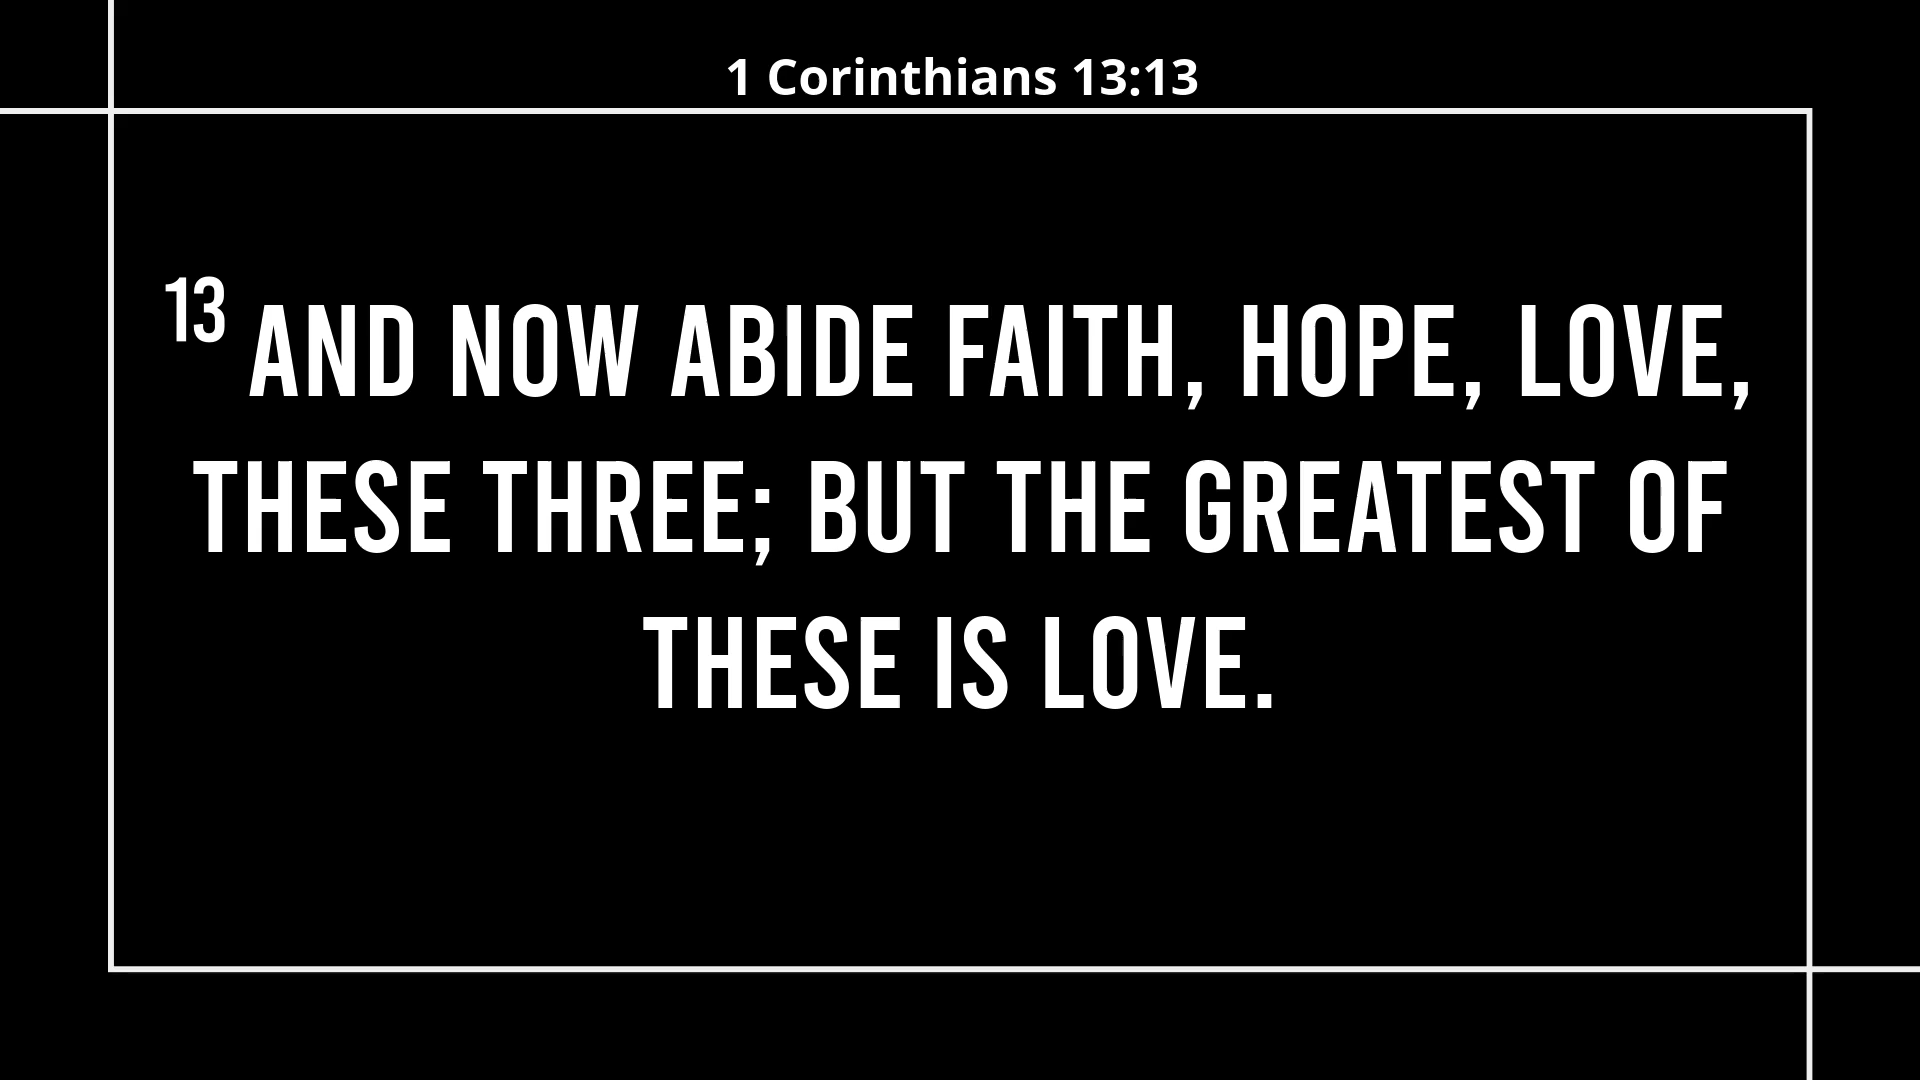 1 Corinthians 13:13
13 AND NOW ABIDE FAITH, HOPE, LOVE,
THESE THREE; BUT THE GREATEST OF
THESE IS LOVE.